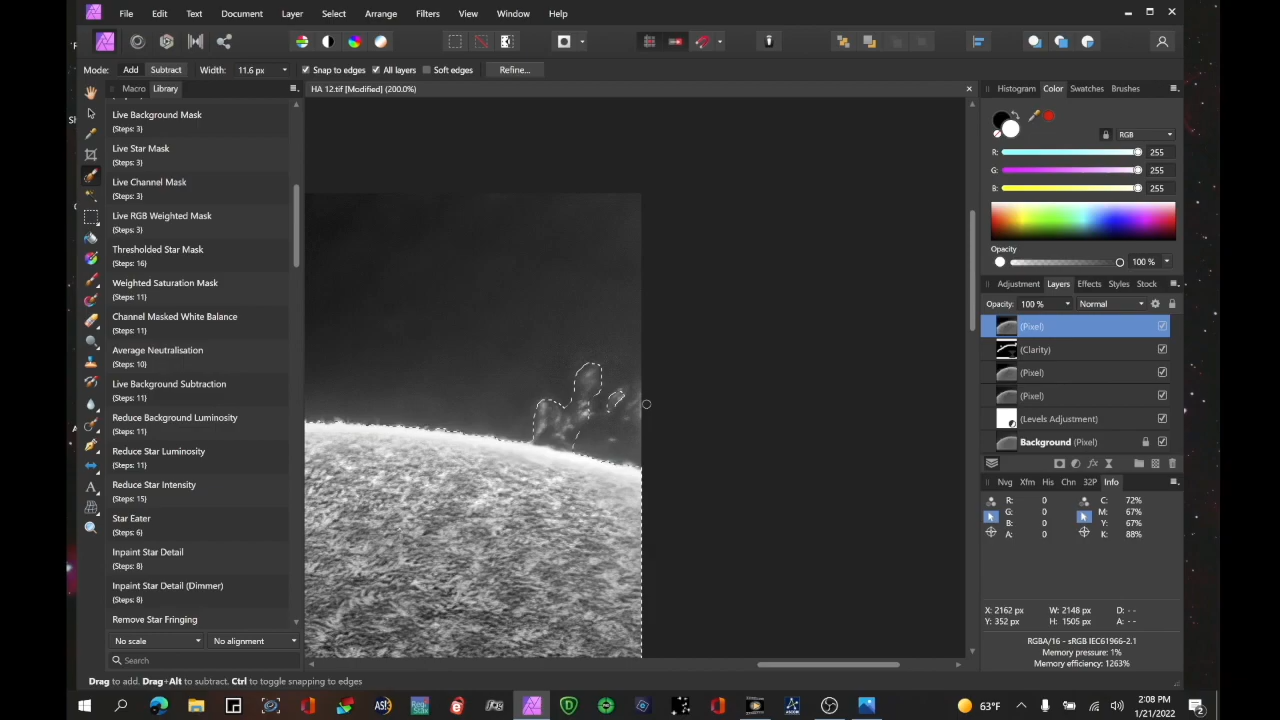 File Edit Text Document Layer Select Arrange Filters View Window Help
Mode: Add Subtract Width: 11.6 px Snap to edges All layers Soft edges Refine...
Macro Library
HA 12.tif [Modified] (200.0%)
Histogram Color Swatches Brushes
Live Background Mask
(Steps: 3)
Live Star Mask
(Steps: 3)
Live Channel Mask
(Steps: 3)
Live RGB Weighted Mask
(Steps: 3)
Thresholded Star Mask
(Steps: 16)
Weighted Saturation Mask
(Steps: 11)
Channel Masked White Balance
(Steps: 11)
Average Neutralisation
(Steps: 10)
Live Background Subtraction
(Steps: 11)
Reduce Background Luminosity
(Steps: 11)
Reduce Star Luminosity
(Steps: 11)
Reduce Star Intensity
(Steps: 15)
Star Eater
(Steps: 6)
Inpaint Star Detail
(Steps: 8)
Inpaint Star Detail (Dimmer)
(Steps: 8)
Remove Star Fringing
No scale No alignment
Search
RGB
R: 255
G: 255
B: 255
Opacity
100 %
Adjustment Layers Effects Styles Stock
Opacity: 100 % Normal
(Pixel)
(Clarity)
(Pixel)
(Pixel)
(Levels Adjustment)
Background (Pixel)
Nvg Xfm His Chn 32P Info
R: 0 C: 72%
G: 0 M: 67%
B: 0 Y: 67%
A: 0 K: 88%
X: 2162 px W: 2148 px D: - -
Y: 352 px H: 1505 px A: - -
RGBA/16 - sRGB IEC61966-2.1
Memory pressure: 1%
Memory efficiency: 1263%
Drag to add. Drag+Alt to subtract. Ctrl to toggle snapping to edges
63°F
2:08 PM
1/21/2022